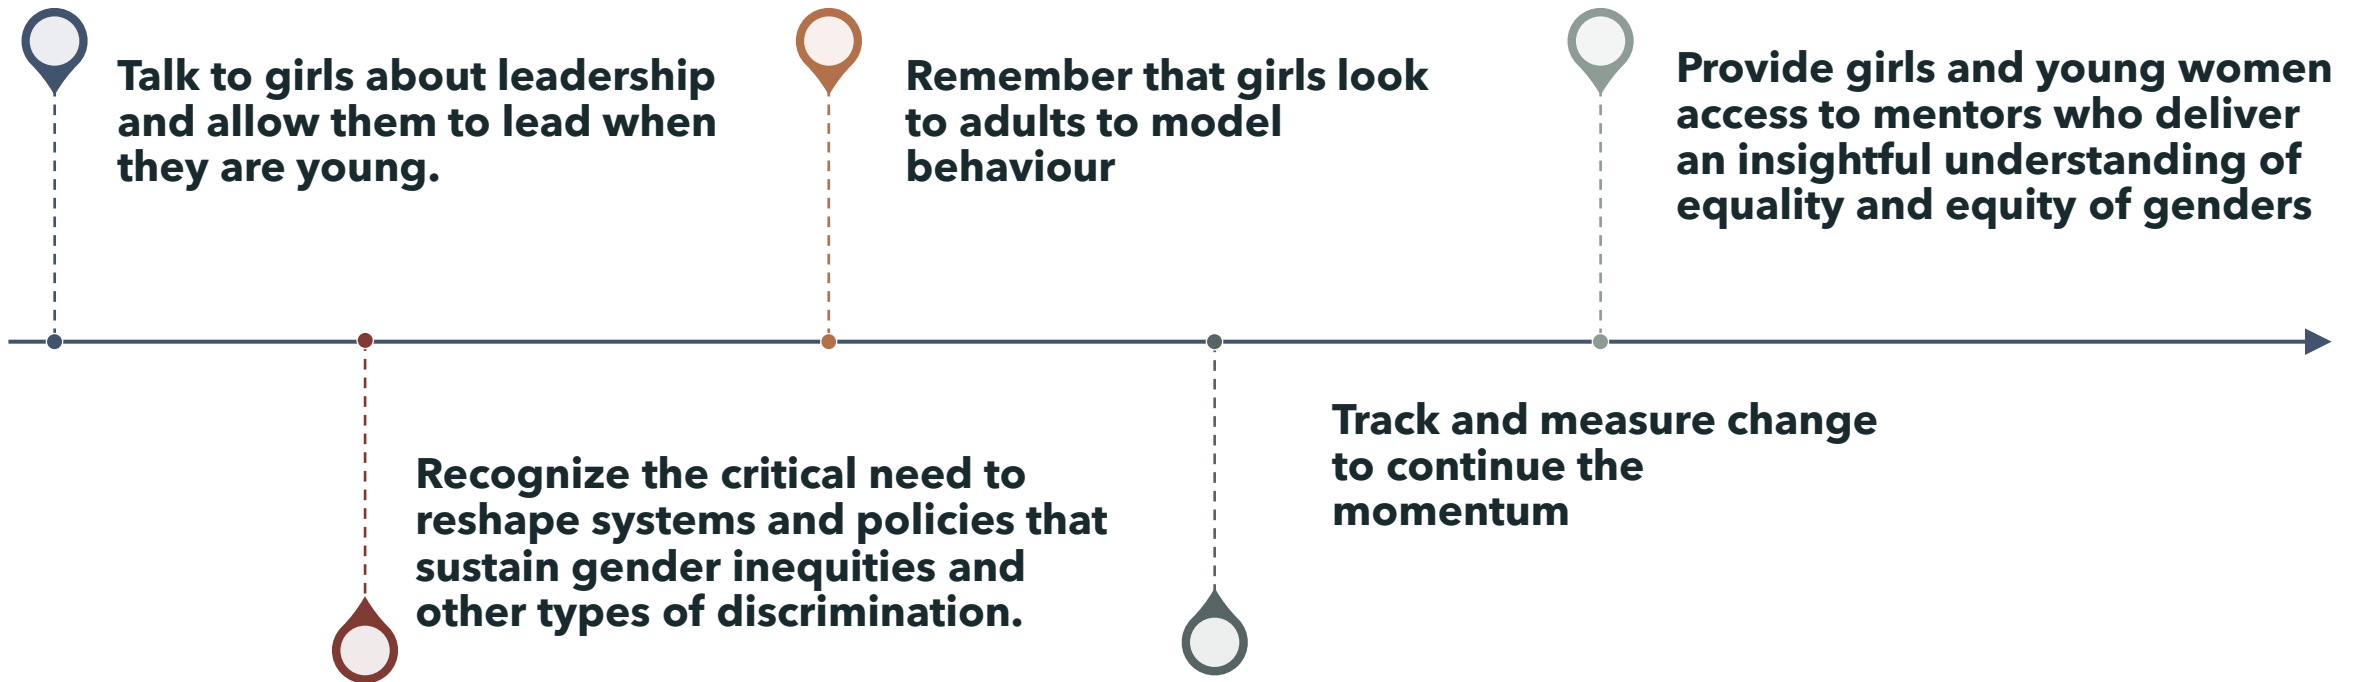 Talk to girls about leadership
and allow them to lead when
they are young.
Recognize the critical need to
reshape systems and policies that
sustain gender inequities and
other types of discrimination.
Remember that girls look
to adults to model
behaviour
Track and measure change
to continue the
momentum
Provide girls and young women
access to mentors who deliver
an insightful understanding of
equality and equity of genders